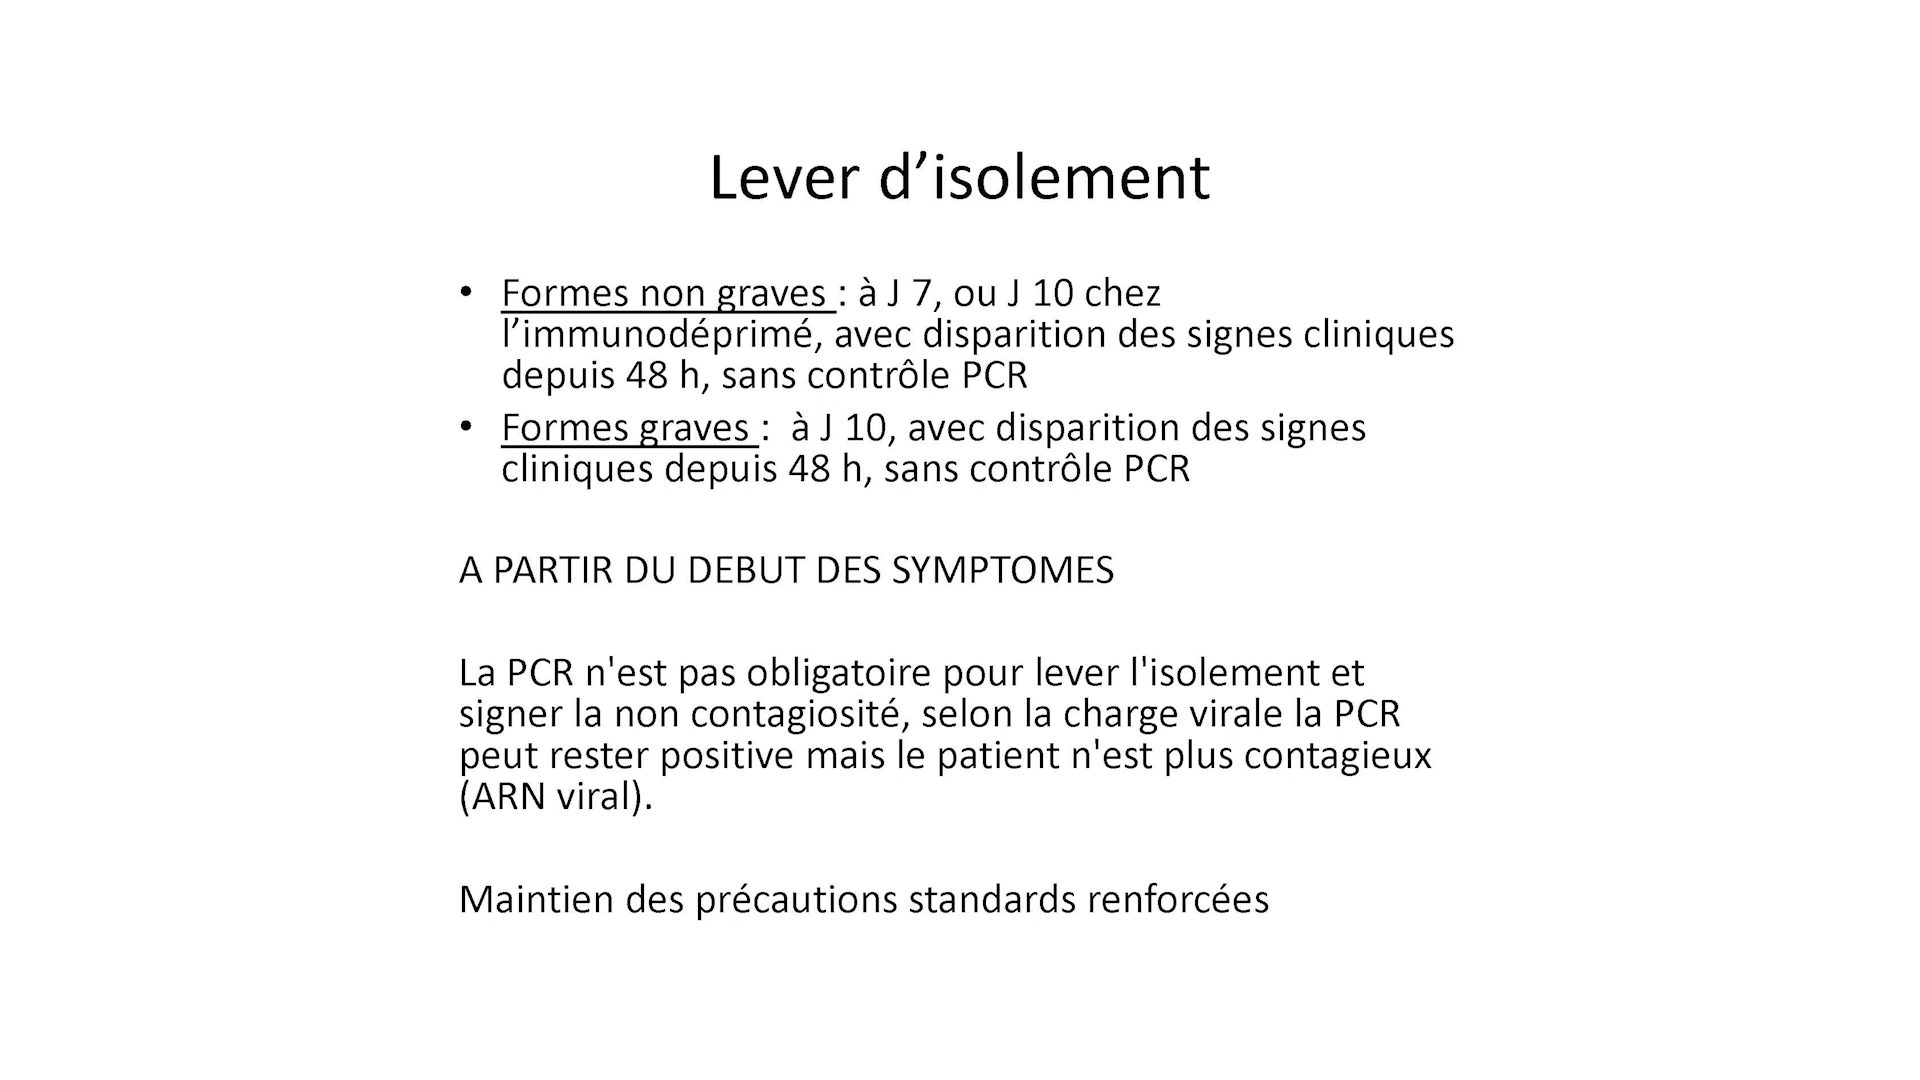 Lever d’isolement
• Formes non graves : à J 7, ou J 10 chez
l’immunodéprimé, avec disparition des signes cliniques
depuis 48 h, sans contrôle PCR
• Formes graves :  à J 10, avec disparition des signes
cliniques depuis 48 h, sans contrôle PCR
A PARTIR DU DEBUT DES SYMPTOMES
La PCR n'est pas obligatoire pour lever l'isolement et
signer la non contagiosité, selon la charge virale la PCR
peut rester positive mais le patient n'est plus contagieux
(ARN viral).
Maintien des précautions standards renforcées